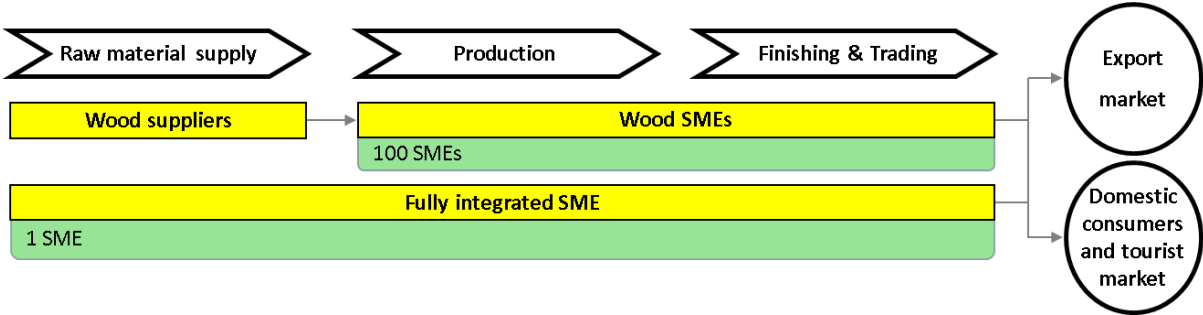 Raw material supply
Production
Finishing & Trading
Export
market
Wood suppliers
Wood SMEs
100 SMEs
Fully integrated SME
1 SME
Domestic
consumers
and tourist
market